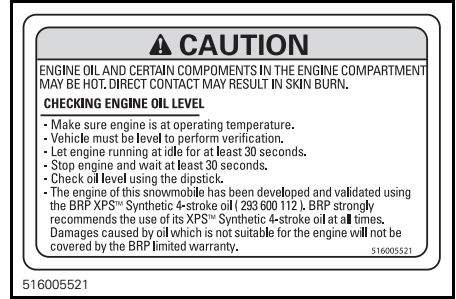 CAUTION
ENGINE OIL AND CERTAIN COMPOMENTS IN THE ENGINE COMPARTMENT
MAY BE HOT. DIRECT CONTACT MAY RESULT IN SKIN BURN.
CHECKING ENGINE OIL LEVEL
- Make sure engine is at operating temperature.
- Vehicle must be level to perform verification.
- Let engine running at idle for at least 30 seconds.
- Stop engine and wait at least 30 seconds.
- Check oil level using the dipstick.
- The engine of this snowmobile has been developed and validated using
the BRP XPS™ Synthetic 4-stroke oil ( 293 600 112 ). BRP strongly
recommends the use of its XPS™ Synthetic 4-stroke oil at all times.
Damages caused by oil which is not suitable for the engine will not be
covered by the BRP limited warranty.
516005521
516005521